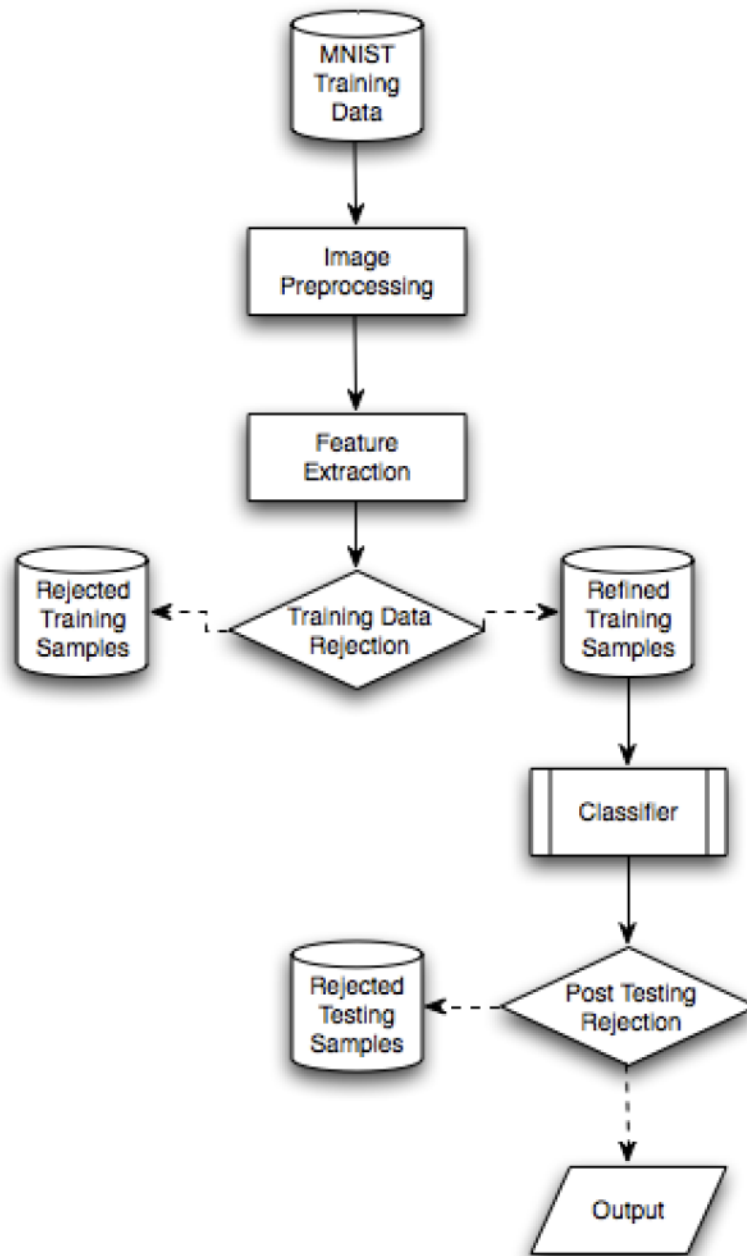 MNIST
Training
Data
Image
Preprocessing
Feature
Extraction
Rejected
Training
Samples
Training Data
Rejection
Refined
Training
Samples
Classifier
Rejected
Testing
Samples
Post Testing
Rejection
Output